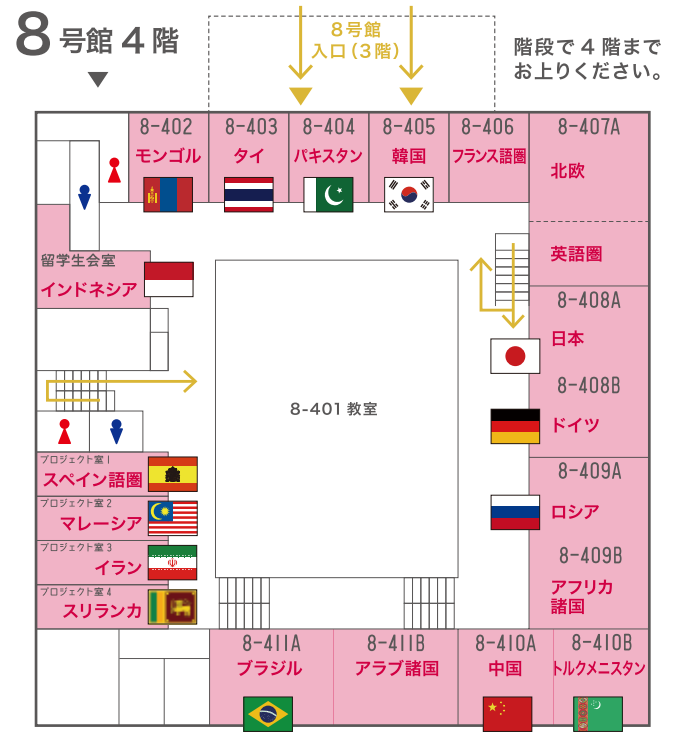 8号館4階
8号館
入口(3階)
階段で4階まで
お上りください。
8-402
モンゴル
8-403
タイ
8-404
パキスタン
8-405
韓国
8-406
フランス語圏
8-407A
北欧
英語圏
留学生会室
インドネシア
8-408A
日本
8-408B
ドイツ
8-401教室
プロジェクト室1
スペイン語圏
プロジェクト室2
マレーシア
プロジェクト室3
イラン
プロジェクト室4
スリランカ
8-409A
ロシア
8-409B
アフリカ
諸国
8-411A
ブラジル
8-411B
アラブ諸国
8-410A
中国
8-410B
トルクメニスタン